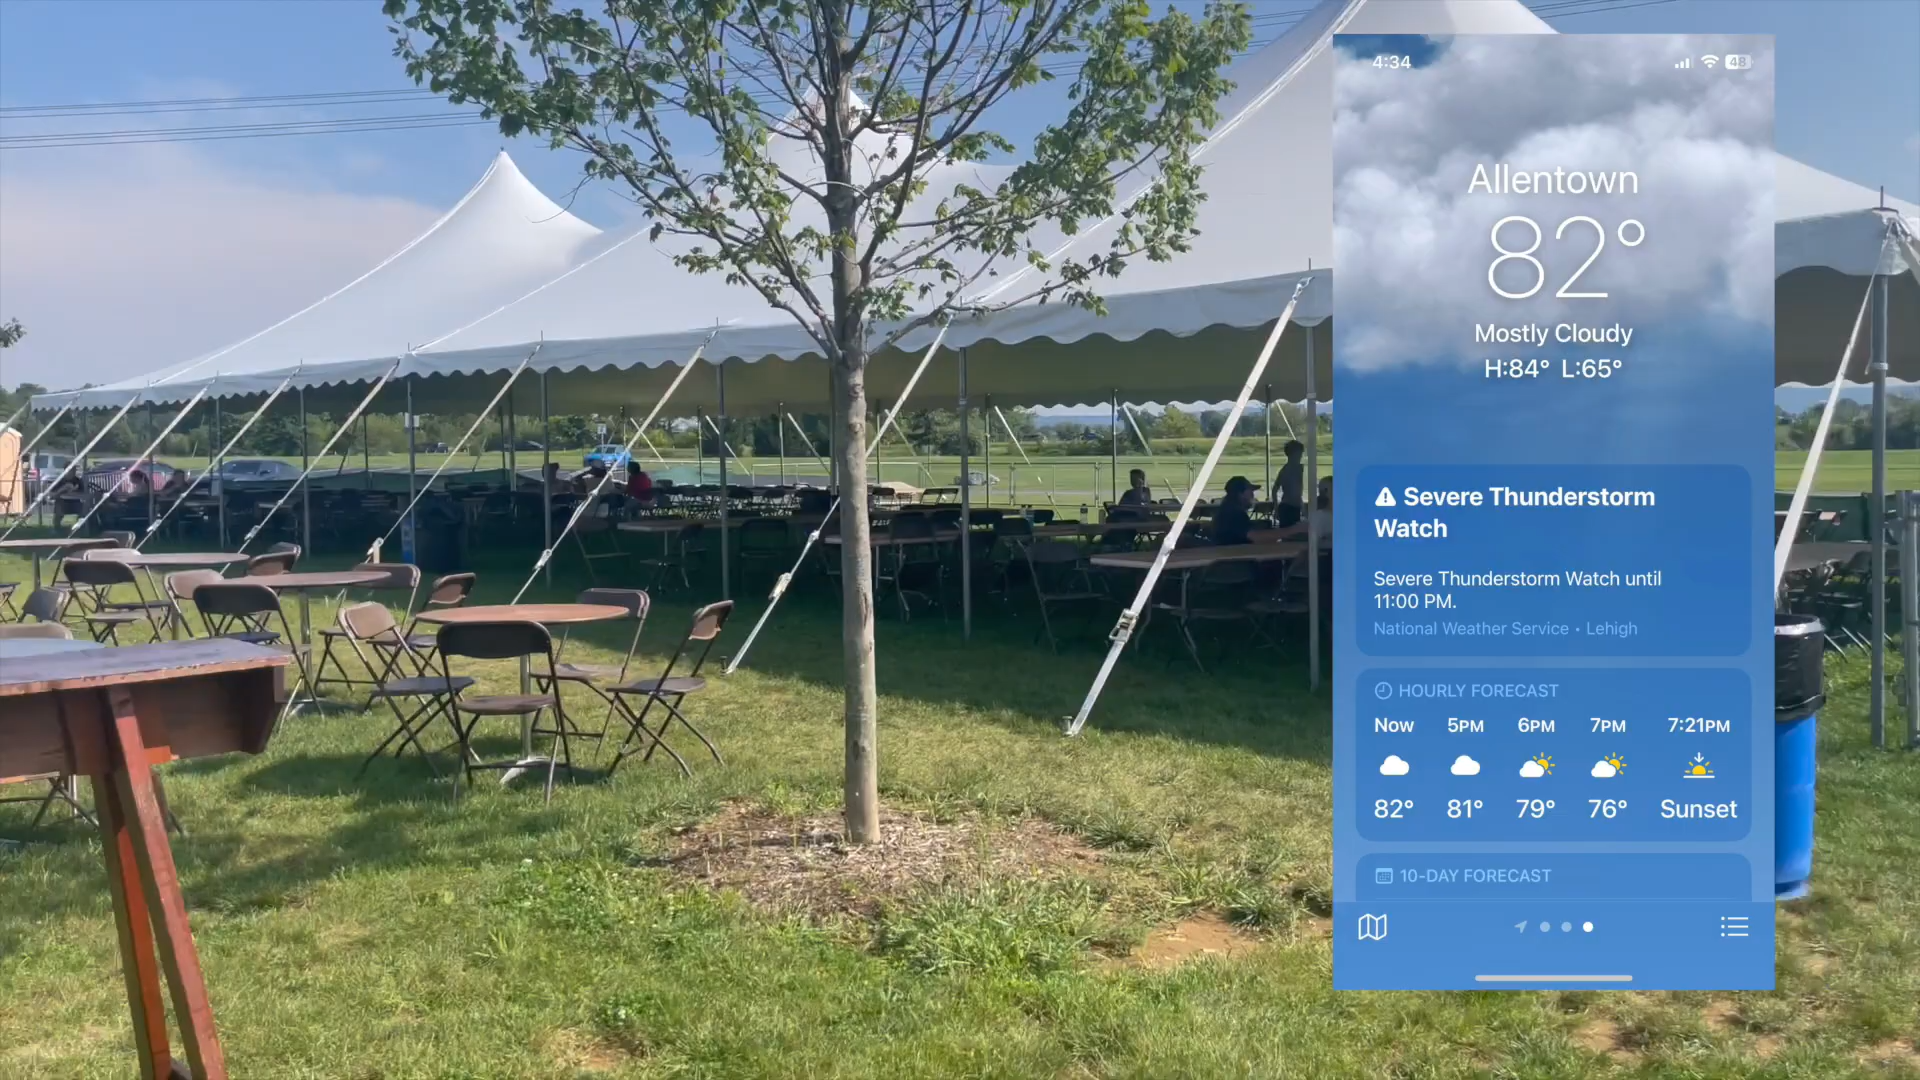 4:34
48
Allentown
82°
Mostly Cloudy
H:84° L:65°
Severe Thunderstorm
Watch
Severe Thunderstorm Watch until
11:00 PM.
National Weather Service • Lehigh
HOURLY FORECAST
Now 5PM 6PM 7PM 7:21PM
82° 81° 79° 76° Sunset
10-DAY FORECAST